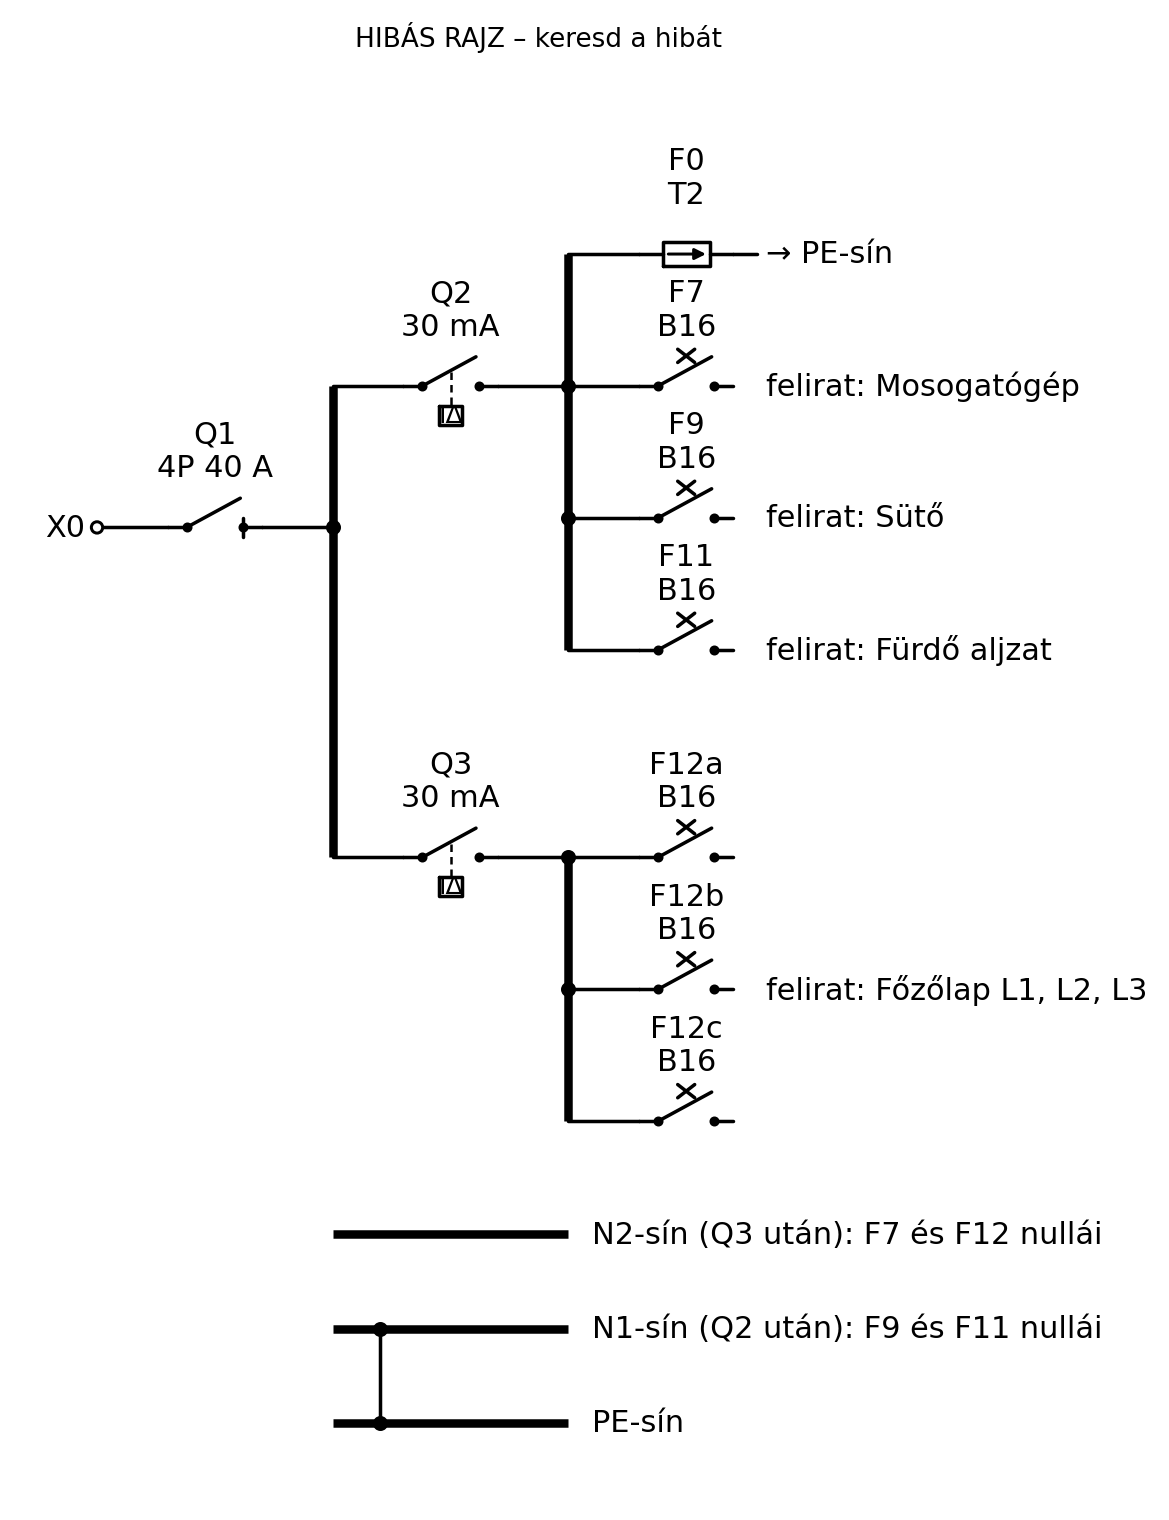 HIBÁS RAJZ – keresd a hibát
F0
T2
→ PE-sín
Q2
30 mA
F7
B16
felirat: Mosogatógép
Q1
4P 40 A
F9
B16
X0
felirat: Sütő
F11
B16
felirat: Fürdő aljzat
Q3
30 mA
F12a
B16
F12b
B16
felirat: Főzőlap L1, L2, L3
F12c
B16
N2-sín (Q3 után): F7 és F12 nullái
N1-sín (Q2 után): F9 és F11 nullái
PE-sín